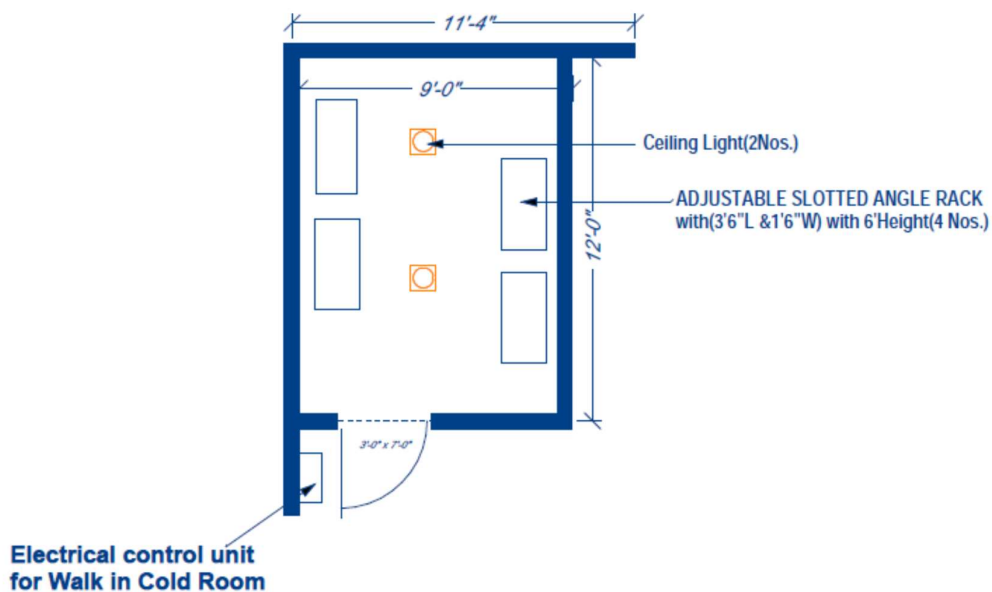 11'-4"
9'-0"
Ceiling Light(2Nos.)
ADJUSTABLE SLOTTED ANGLE RACK
with(3'6"L &1'6"W) with 6'Height(4 Nos.)
12'-0"
3'-0" x 7'-0"
Electrical control unit
for Walk in Cold Room